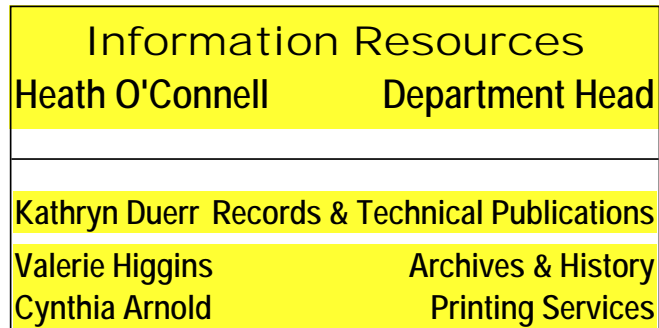 Information Resources
Heath O'Connell Department Head
Kathryn Duerr Records & Technical Publications
Valerie Higgins Archives & History
Cynthia Arnold Printing Services